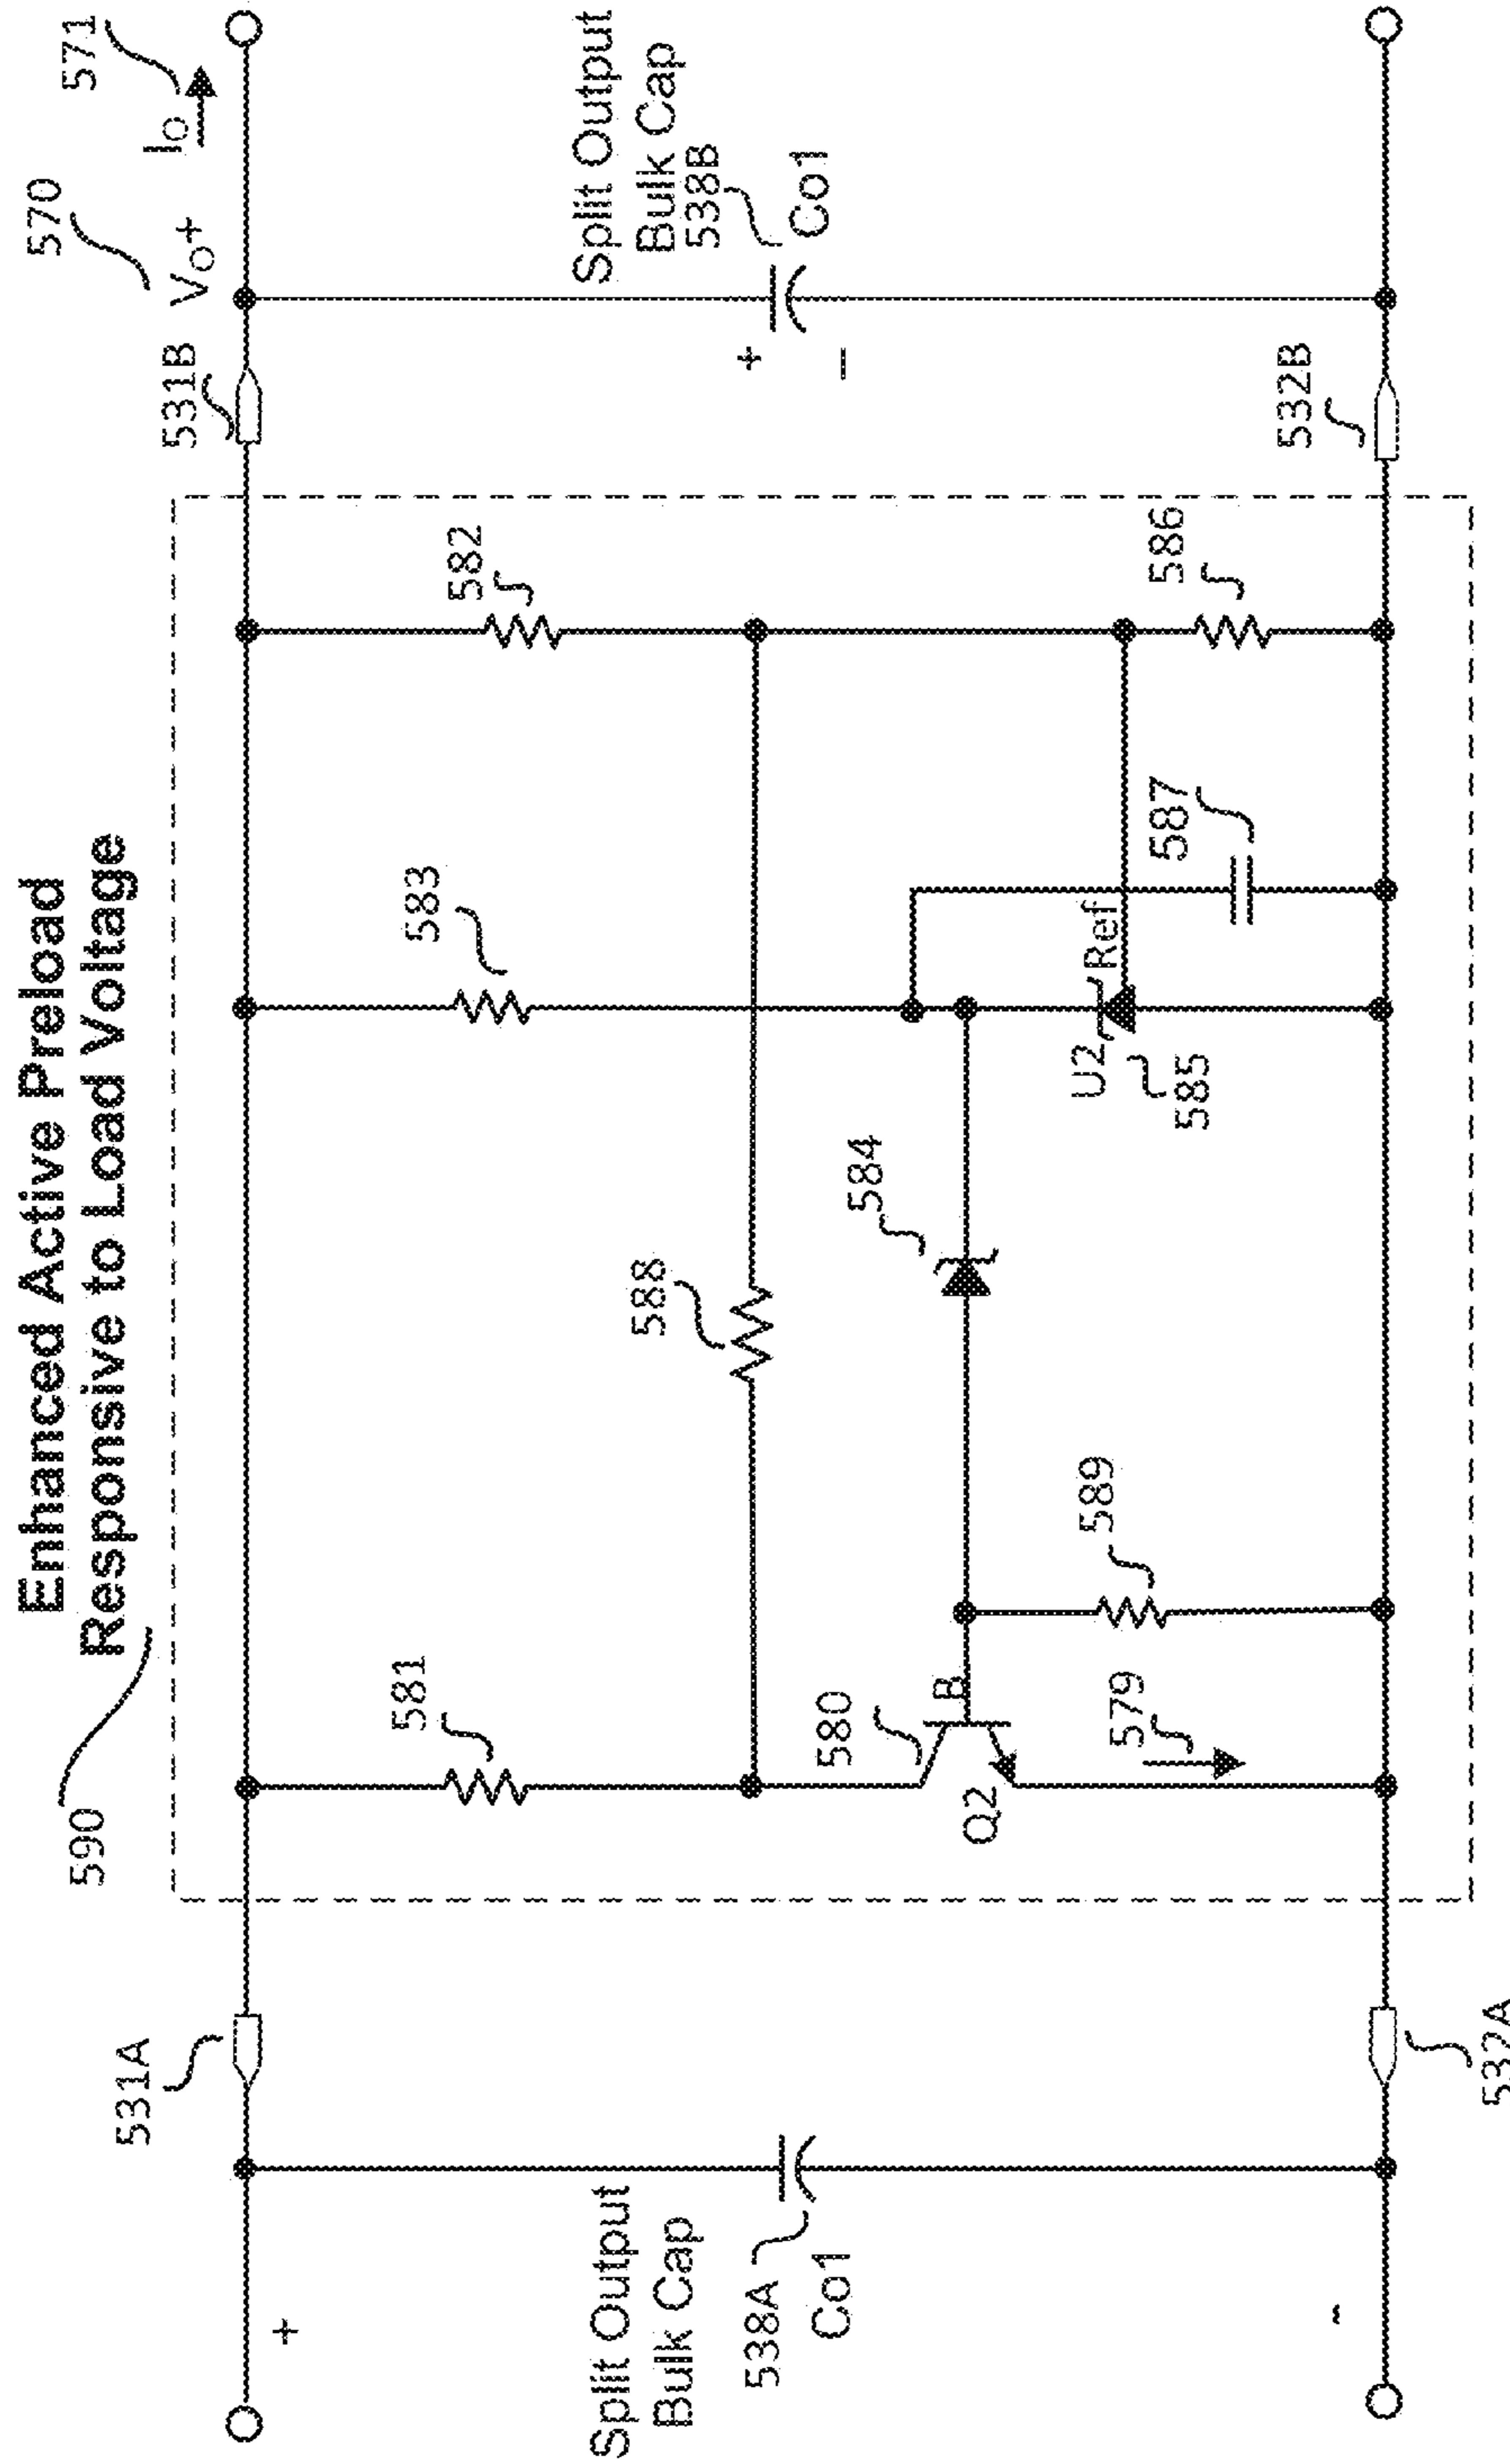 Enhanced Active Preload
Responsive to Load Voltage
590
570
571
Vo+
Io
531A
531B
581
583
582
Split Output
Bulk Cap
538A
Co1
588
584
Split Output
Bulk Cap
538B
Co1
+
−
580
B
Q2
579
589
U2
585
Ref
587
586
532A
532B
+
-